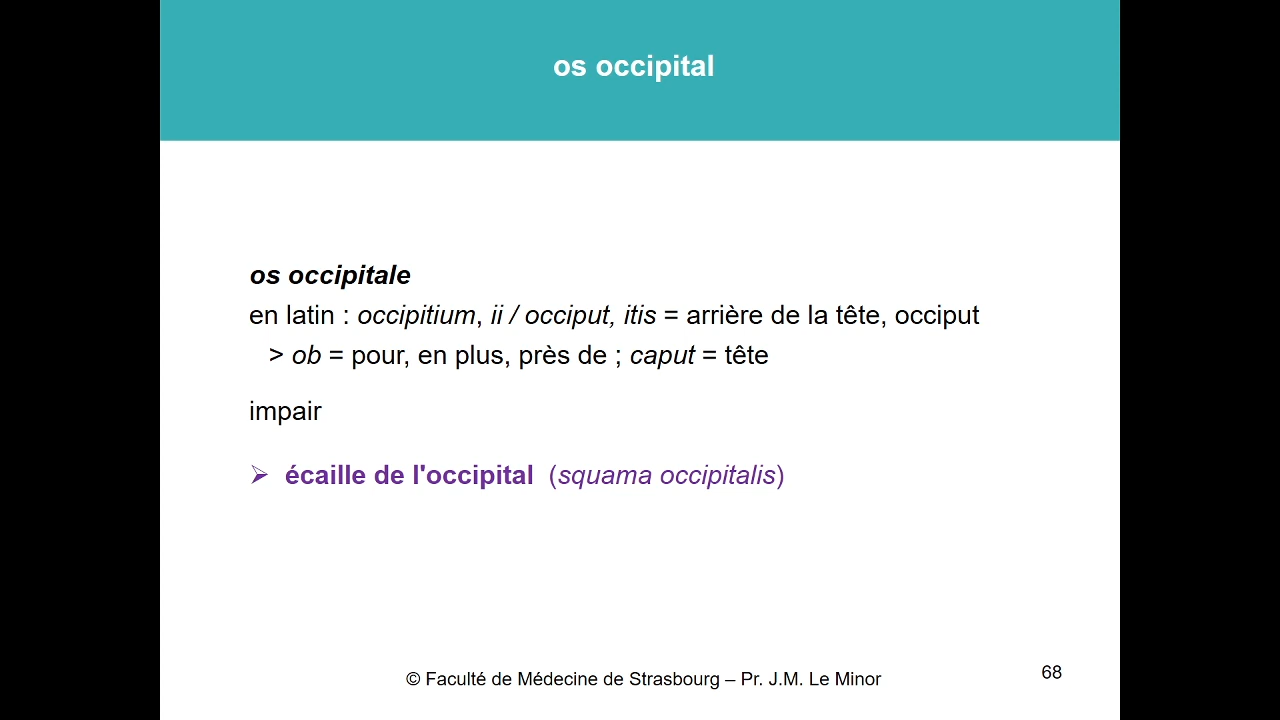 os occipital
os occipitale
en latin : occipitium, ii / occiput, itis = arrière de la tête, occiput
> ob = pour, en plus, près de ; caput = tête
impair
➢ écaille de l'occipital (squama occipitalis)
© Faculté de Médecine de Strasbourg – Pr. J.M. Le Minor
68